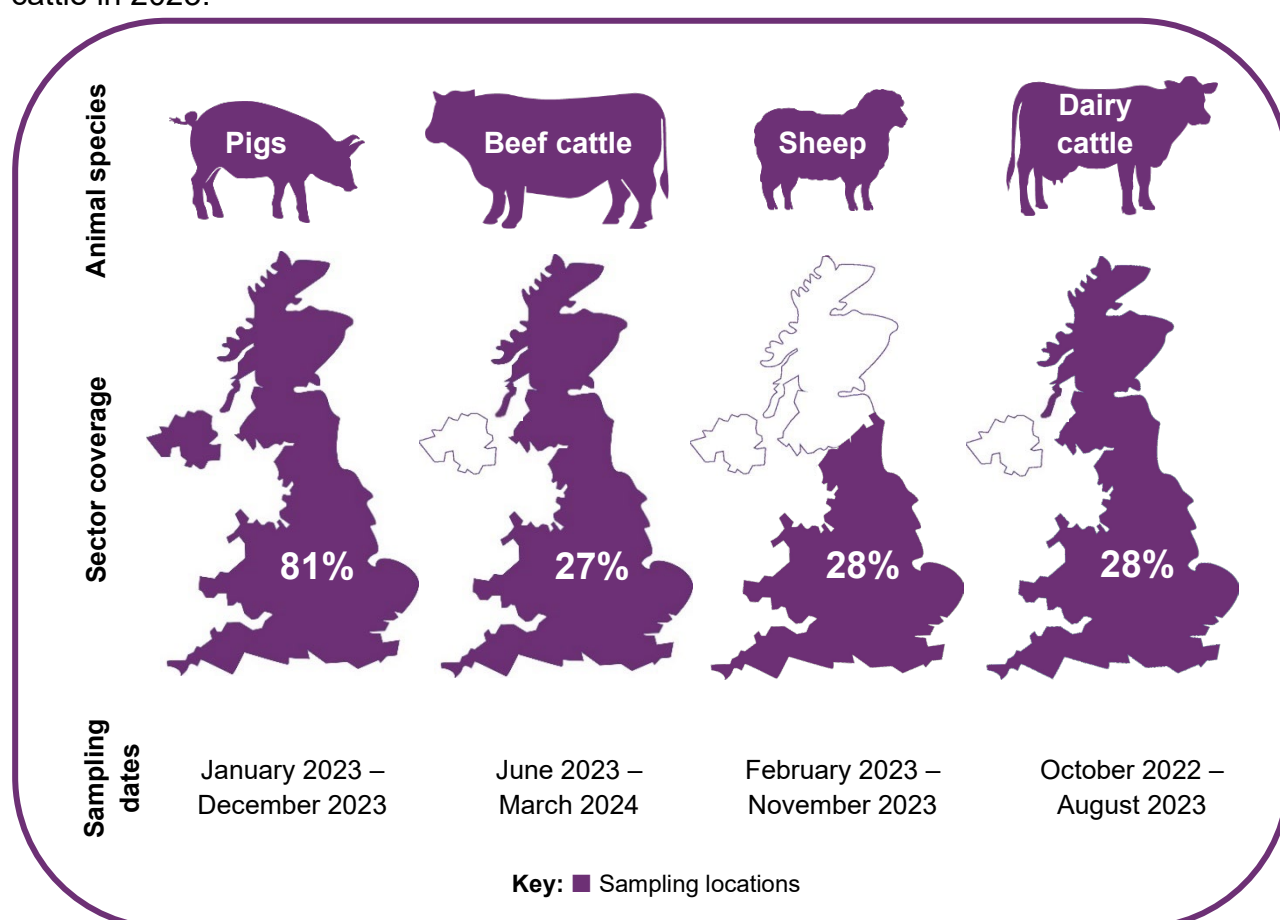 Animal species
Pigs
Beef cattle
Sheep
Dairy
cattle
Sector coverage
81%
27%
28%
28%
Sampling
dates
January 2023 –
December 2023
June 2023 –
March 2024
February 2023 –
November 2023
October 2022 –
August 2023
Key: Sampling locations